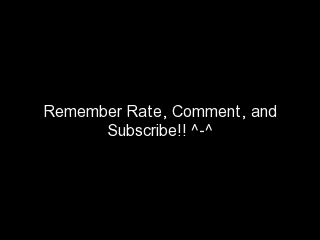 Remember Rate, Comment, and
Subscribe!! ^-^